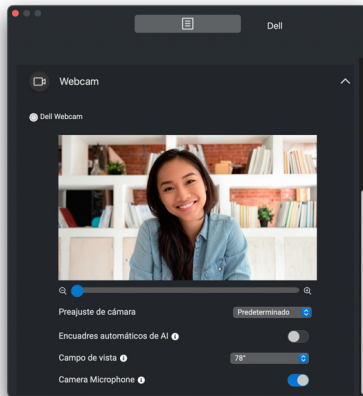 Dell
Webcam
Dell Webcam
Preajuste de cámara
Predeterminado
Encuadres automáticos de AI
Campo de vista
78°
Camera Microphone